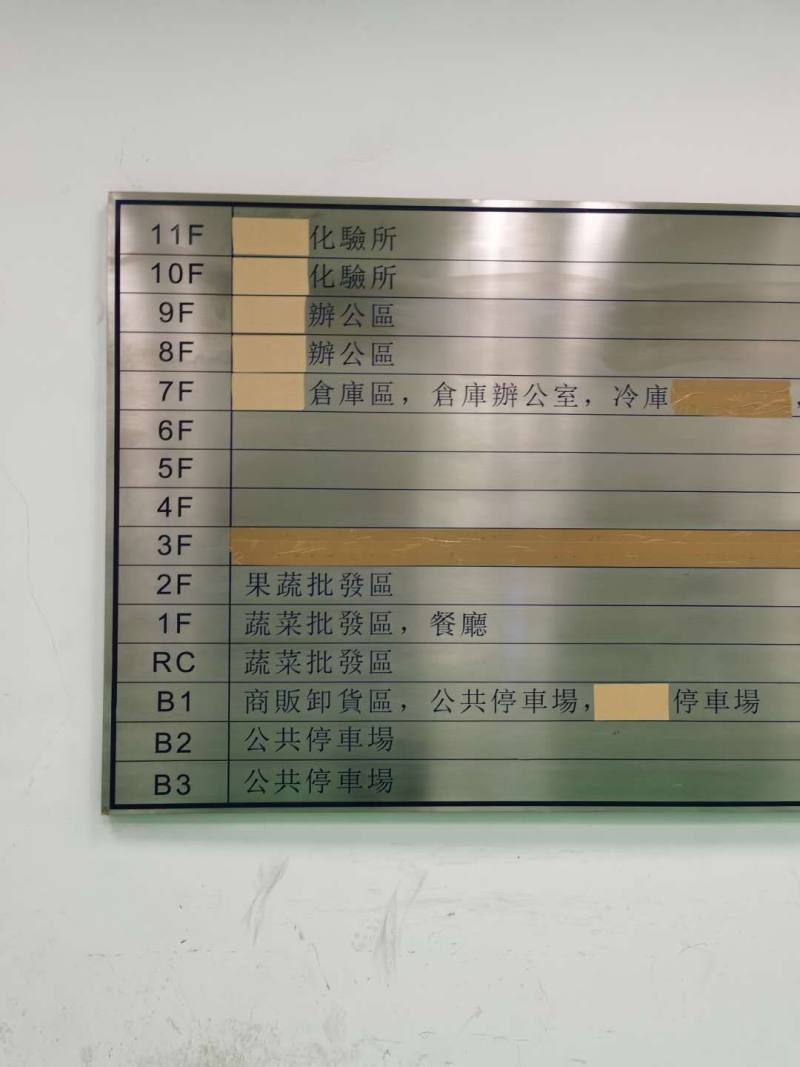 11F 化驗所
10F 化驗所
9F 辦公區
8F 辦公區
7F 倉庫區，倉庫辦公室，冷庫 ，
6F
5F
4F
3F
2F 果蔬批發區
1F 蔬菜批發區，餐廳
RC 蔬菜批發區
B1 商販卸貨區，公共停車場， 停車場
B2 公共停車場
B3 公共停車場